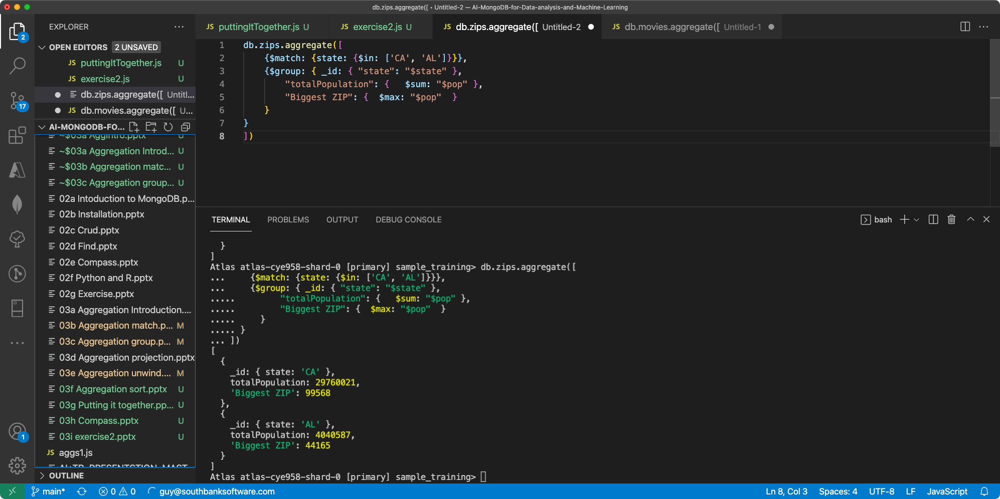 db.zips.aggregate([ • Untitled-2 — AI-MongoDB-for-Data-analysis-and-Machine-Learning
EXPLORER
JS puttingItTogether.js U
JS exercise2.js U
JS db.zips.aggregate([ Untitled-2
JS db.movies.aggregate([ Untitled-1
2
17
1
OPEN EDITORS 2 UNSAVED
JS puttingItTogether.js U
JS exercise2.js U
db.zips.aggregate([ Untitl...
JS db.movies.aggregate([ U...
AI-MONGODB-FO...
~$03a AggIntro.pptx U
~$03a Aggregation Introd... U
~$03b Aggregation matc... U
~$03c Aggregation group... U
02a Intoduction to MongoDB.p...
02b Installation.pptx
02c Crud.pptx
02d Find.pptx
02e Compass.pptx
02f Python and R.pptx
02g Exercise.pptx
03a Aggregation Introduction....
03b Aggregation match.p... M
03c Aggregation group.p... M
03d Aggregation projection.pptx
03e Aggregation unwind.... M
03f Aggregation sort.pptx U
03g Putting it together.pp... U
03h Compass.pptx U
03i exercise2.pptx U
JS aggs1.js
OUTLINE
1 db.zips.aggregate([
2 {$match: {state: {$in: ['CA', 'AL']}}},
3 {$group: { _id: { "state": "$state" },
4 "totalPopulation": { $sum: "$pop" },
5 "Biggest ZIP": { $max: "$pop" }
6 }
7 }
8 ])
TERMINAL PROBLEMS OUTPUT DEBUG CONSOLE
bash
}
]
Atlas atlas-cye958-shard-0 [primary] sample_training> db.zips.aggregate([
... {$match: {state: {$in: ['CA', 'AL']}}},
... {$group: { _id: { "state": "$state" },
..... "totalPopulation": { $sum: "$pop" },
..... "Biggest ZIP": { $max: "$pop" }
..... }
..... }
... ])
[
{
_id: { state: 'CA' },
totalPopulation: 29760021,
'Biggest ZIP': 99568
},
{
_id: { state: 'AL' },
totalPopulation: 4040587,
'Biggest ZIP': 44165
}
]
Atlas atlas-cye958-shard-0 [primary] sample_training>
main* 0 0 guy@southbanksoftware.com
Ln 8, Col 3 Spaces: 4 UTF-8 LF JavaScript